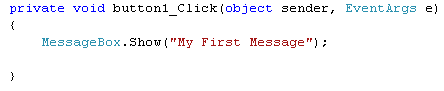 private void button1_Click(object sender, EventArgs e)
{
    MessageBox.Show("My First Message");
}